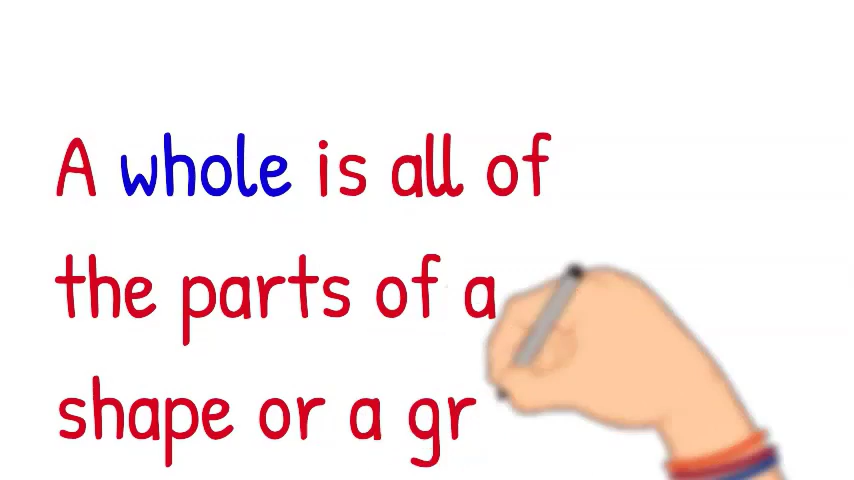 A whole is all of
the parts of a
shape or a gr